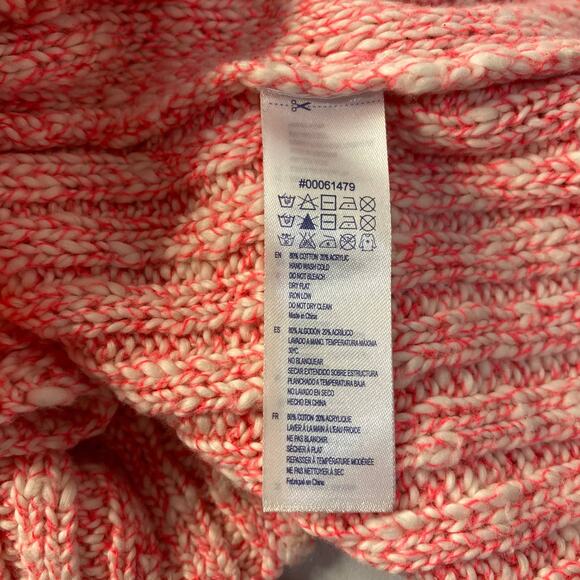 #00061479
EN 80% COTTON 20% ACRYLIC
HAND WASH COLD
DO NOT BLEACH
DRY FLAT
IRON LOW
DO NOT DRY CLEAN
Made in China
ES 80% ALGODÓN 20% ACRÍLICO
LAVADO A MANO, TEMPERATURA MÁXIMA
30ºC
NO BLANQUEAR
SECAR EXTENDIDO SOBRE ESTRUCTURA
PLANCHADO A TEMPERATURA BAJA
NO LAVADO EN SECO
HECHO EN CHINA
FR 80% COTON 20% ACRYLIQUE
LAVER À LA MAIN À L'EAU FROICE
NE PAS BLANCHIR
SÉCHER À PLAT
REPASSER À TEMPÉRATURE MODÉRÉE
NE PAS NETTOYER À SEC
Fabriqué en Chine